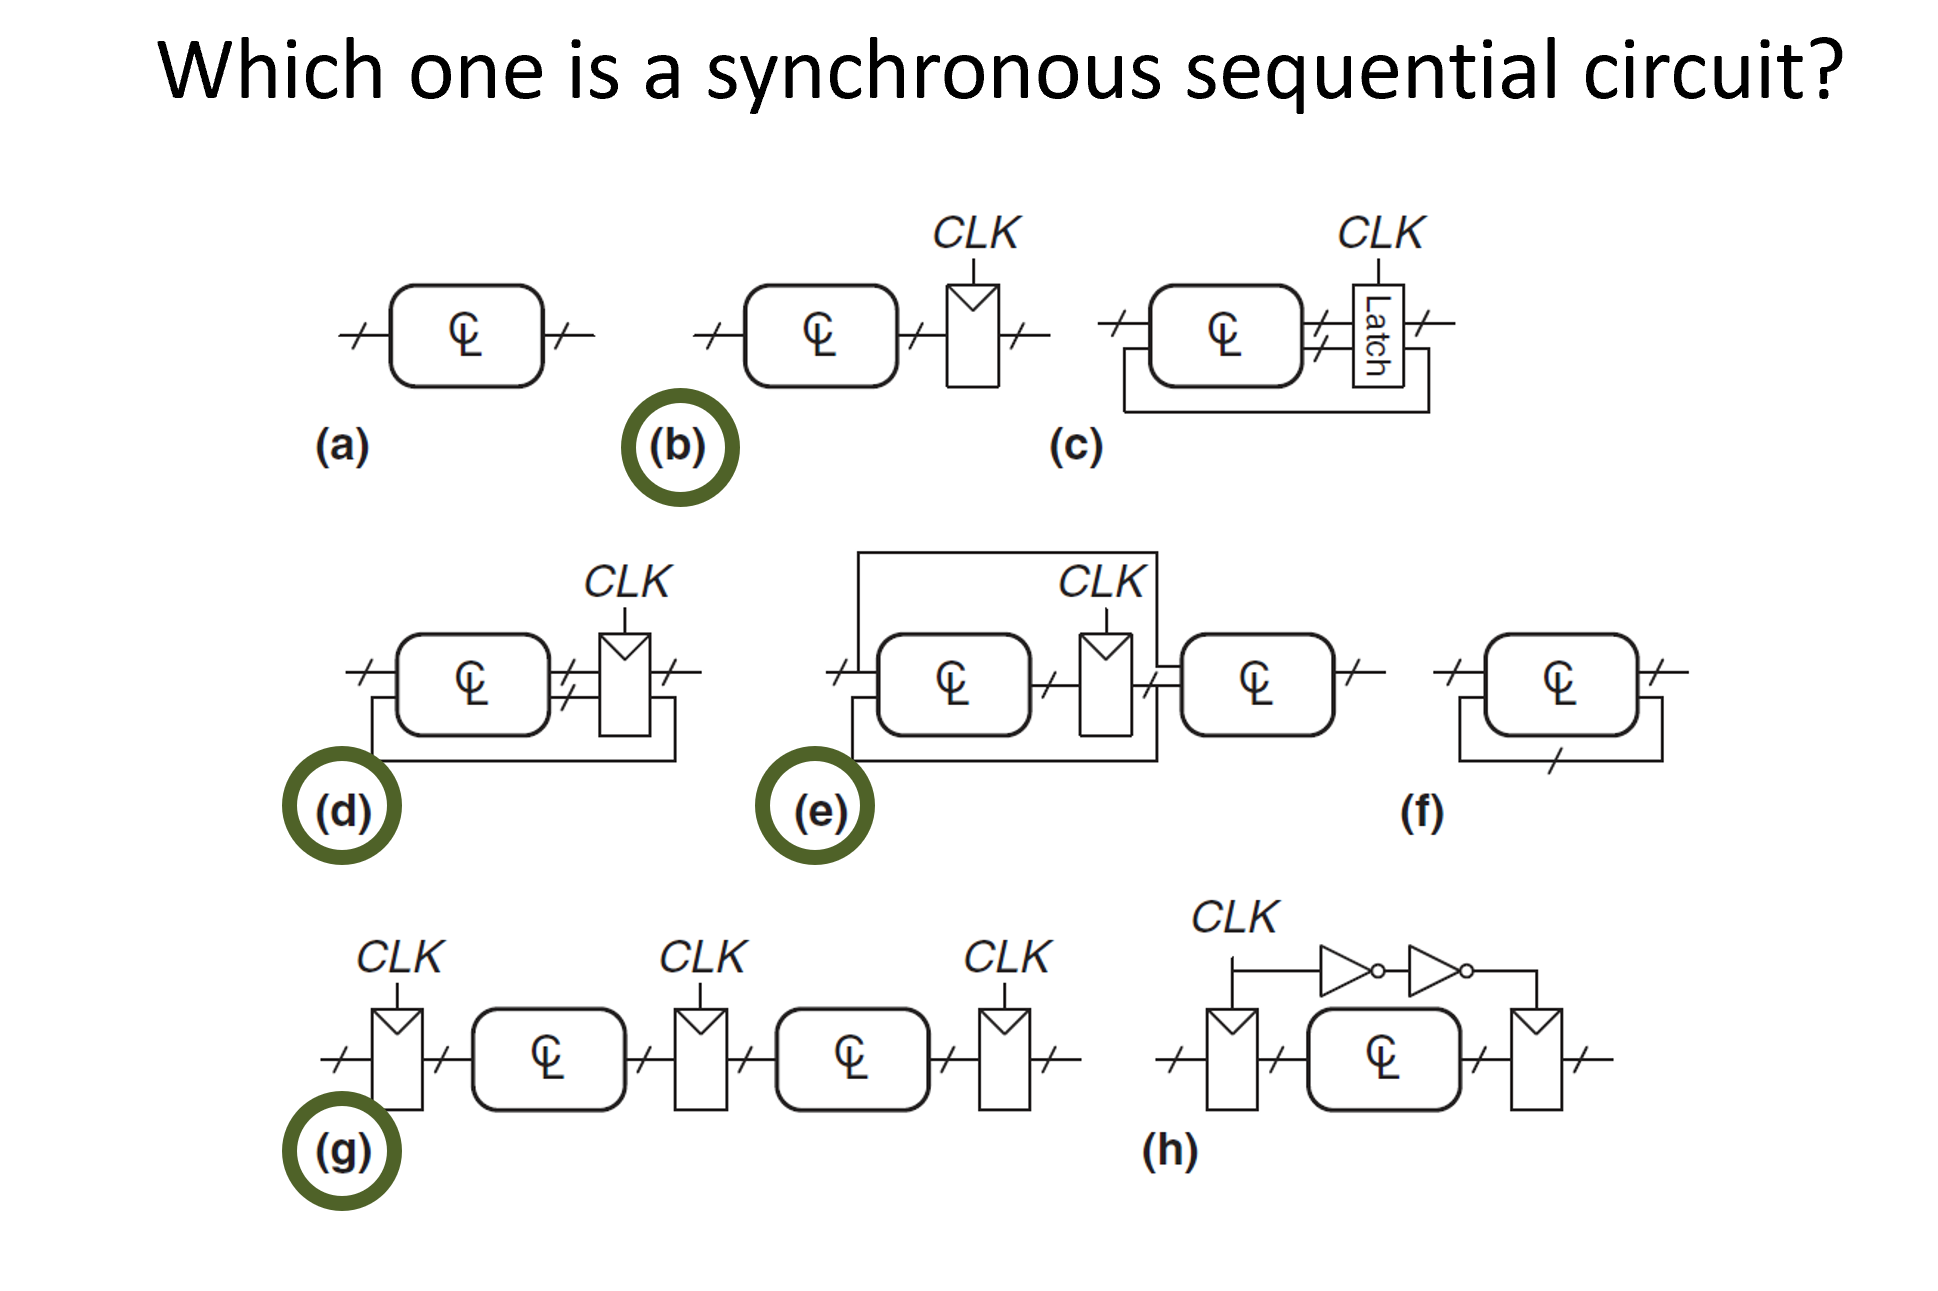 Which one is a synchronous sequential circuit?
CLK
CLK
CL
CL
CL
Latch
(a)
(b)
(c)
CLK
CLK
CL
CL
CL
CL
(d)
(e)
(f)
CLK
CLK
CLK
CLK
CL
CL
CL
(g)
(h)